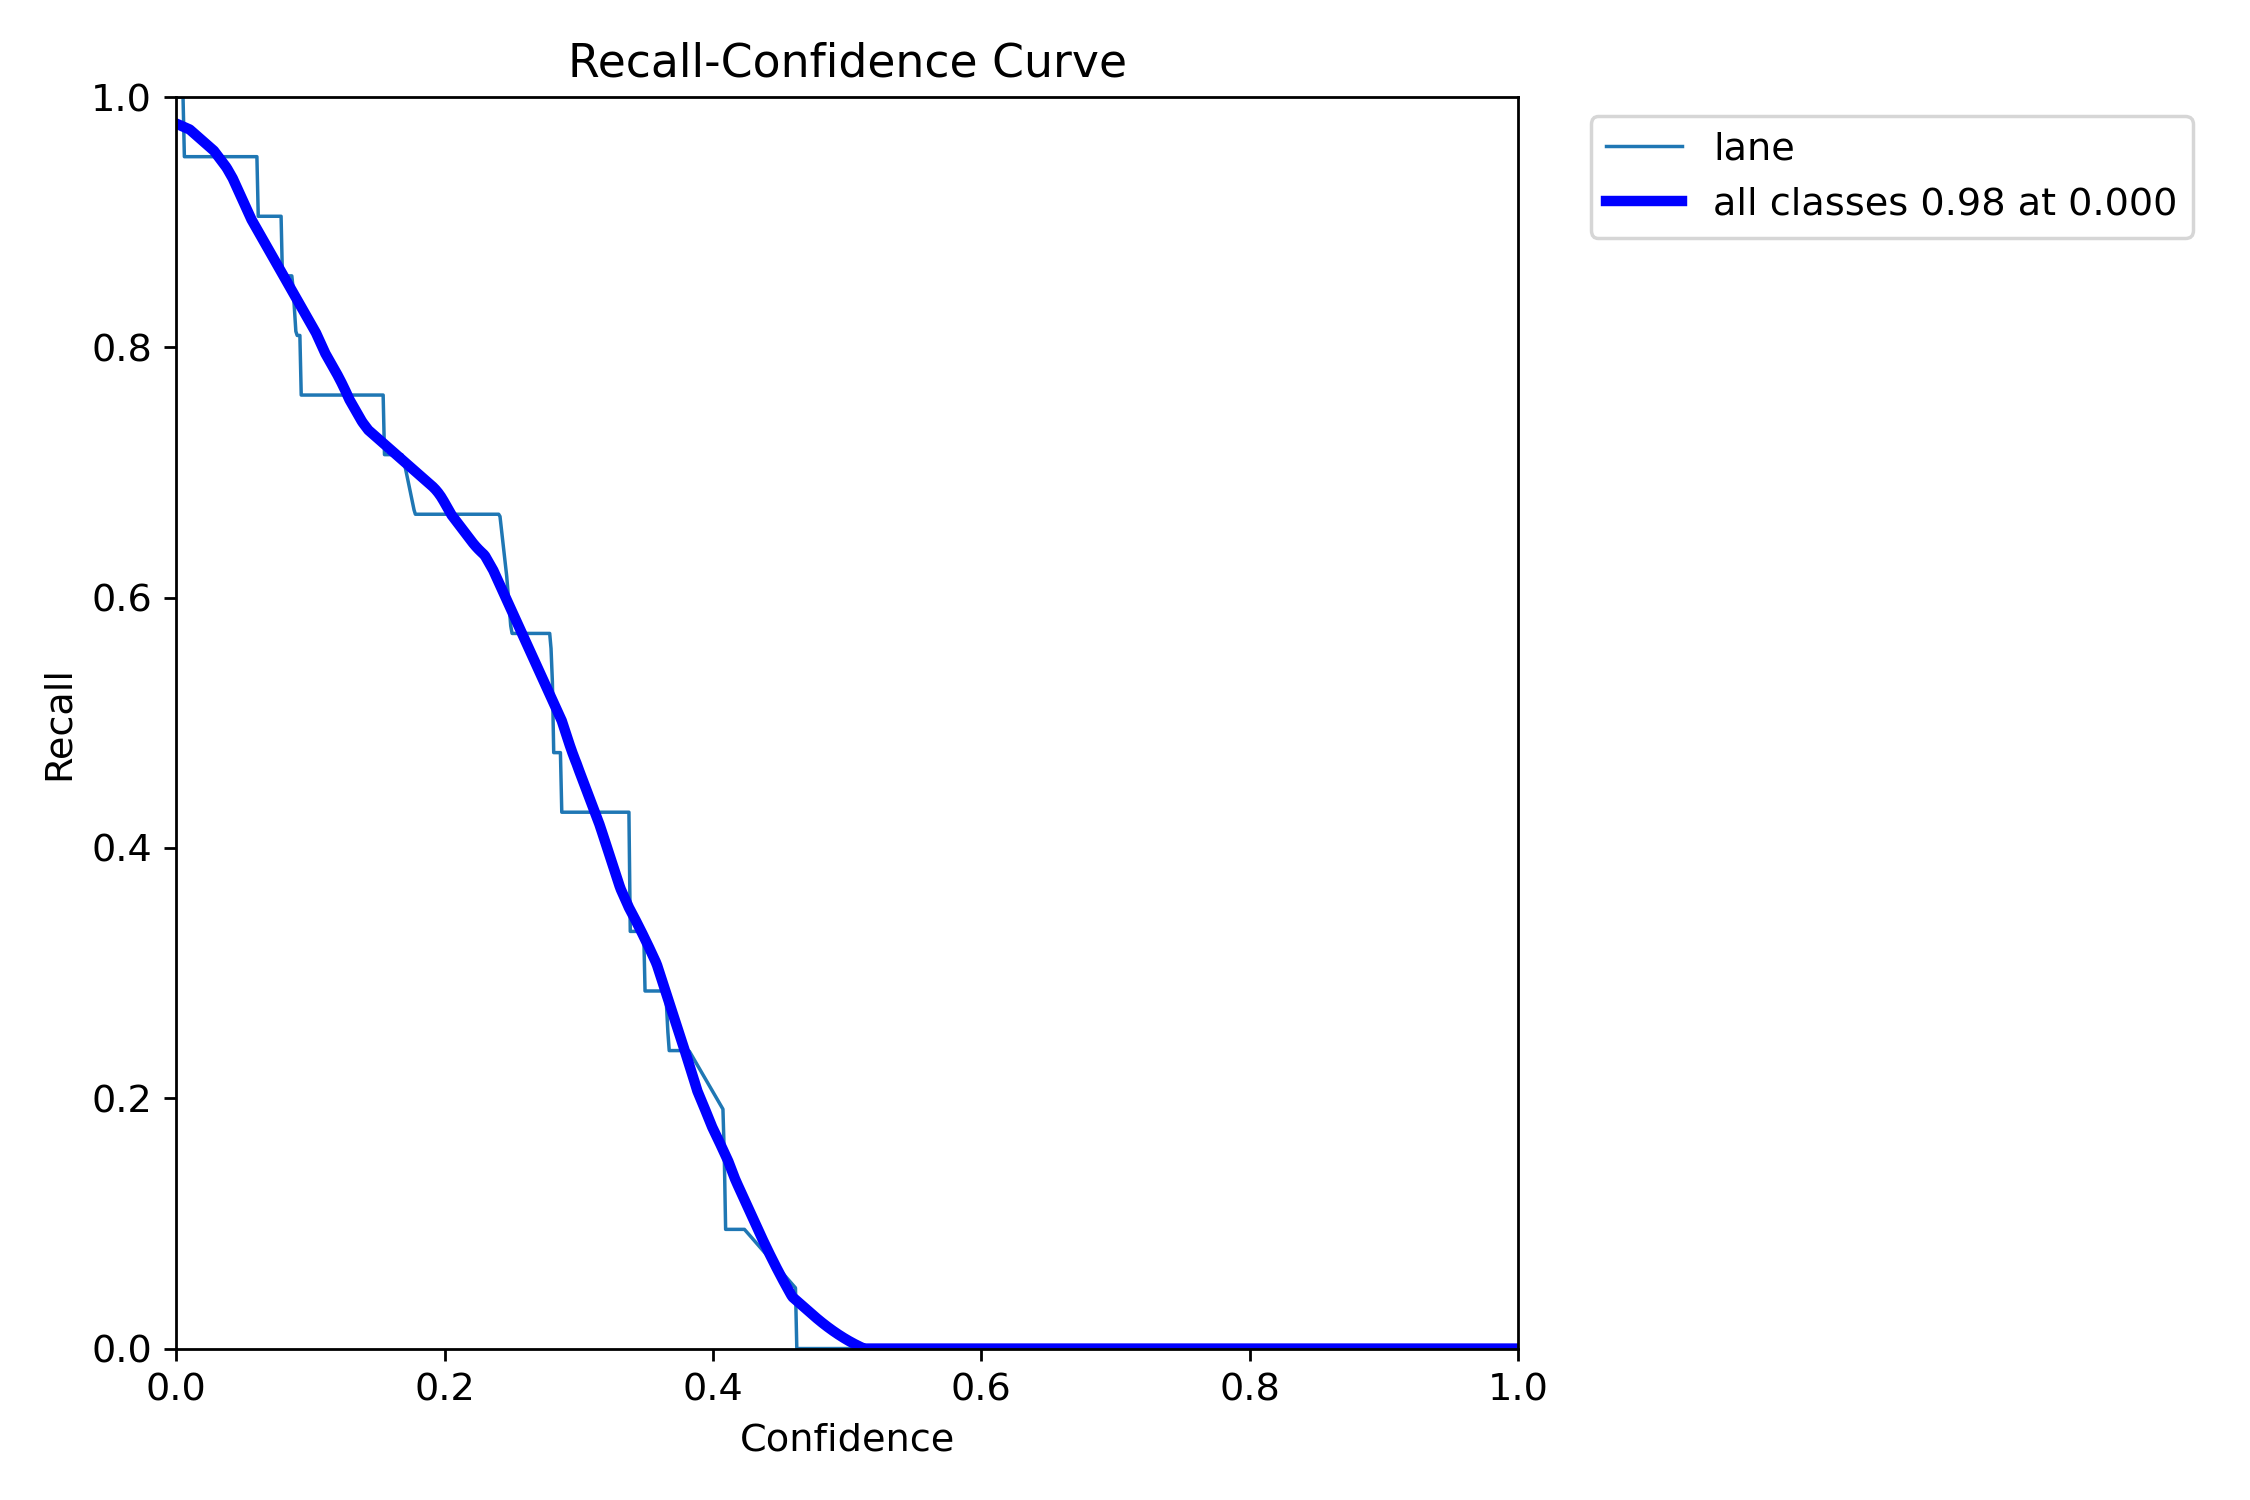 Recall-Confidence Curve
lane
all classes 0.98 at 0.000
1.0
0.8
0.6
0.4
0.2
0.0
Recall
0.0 0.2 0.4 0.6 0.8 1.0
Confidence